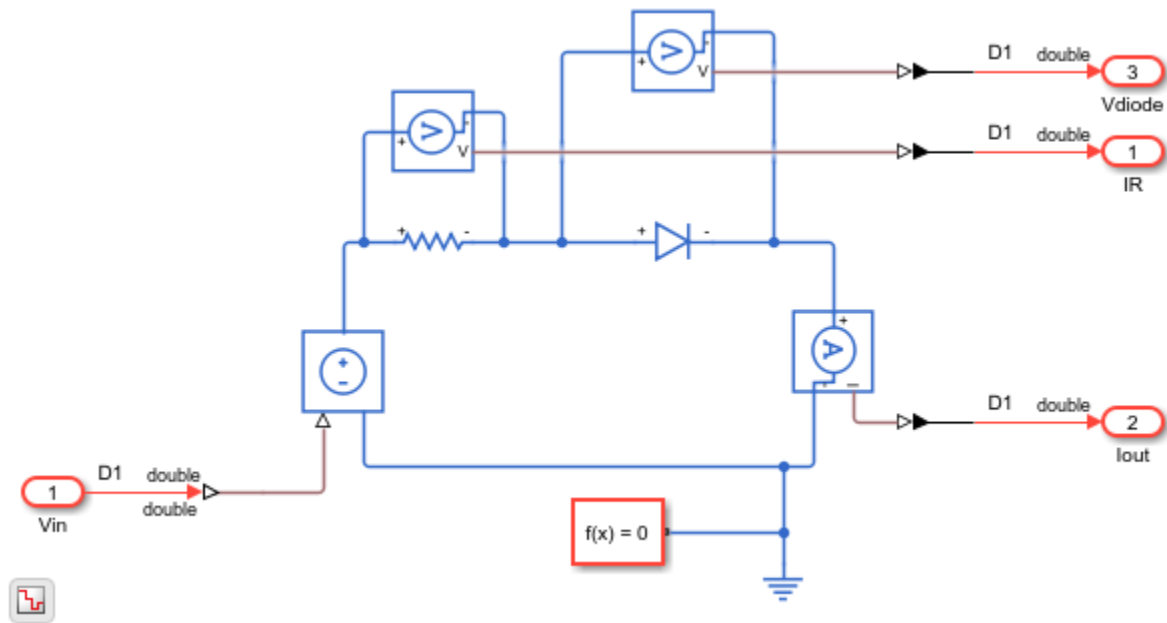 V
D1
double
3
Vdiode
V
D1
double
1
IR
+
-
+
-
A
D1
double
2
Iout
D1
double
1
double
Vin
f(x) = 0